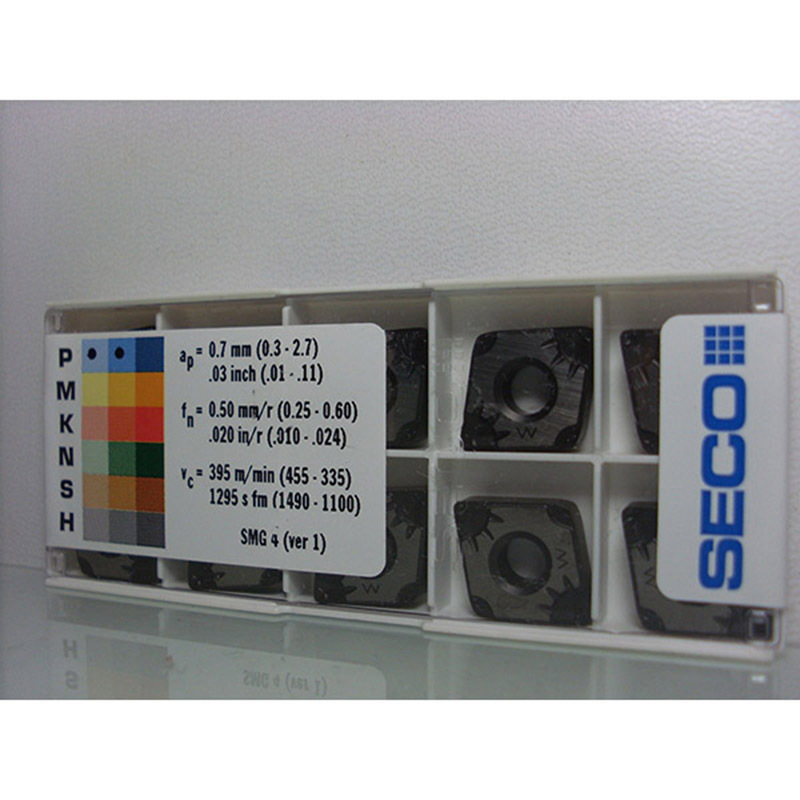 P
M
K
N
S
H
ap = 0.7 mm (0.3 - 2.7)
.03 inch (.01 - .11)
fn = 0.50 mm/r (0.25 - 0.60)
.020 in/r (.010 - .024)
vc = 395 m/min (455 - 335)
1295 s fm (1490 - 1100)
SMG 4 (ver 1)
W
W
W
W
SECO